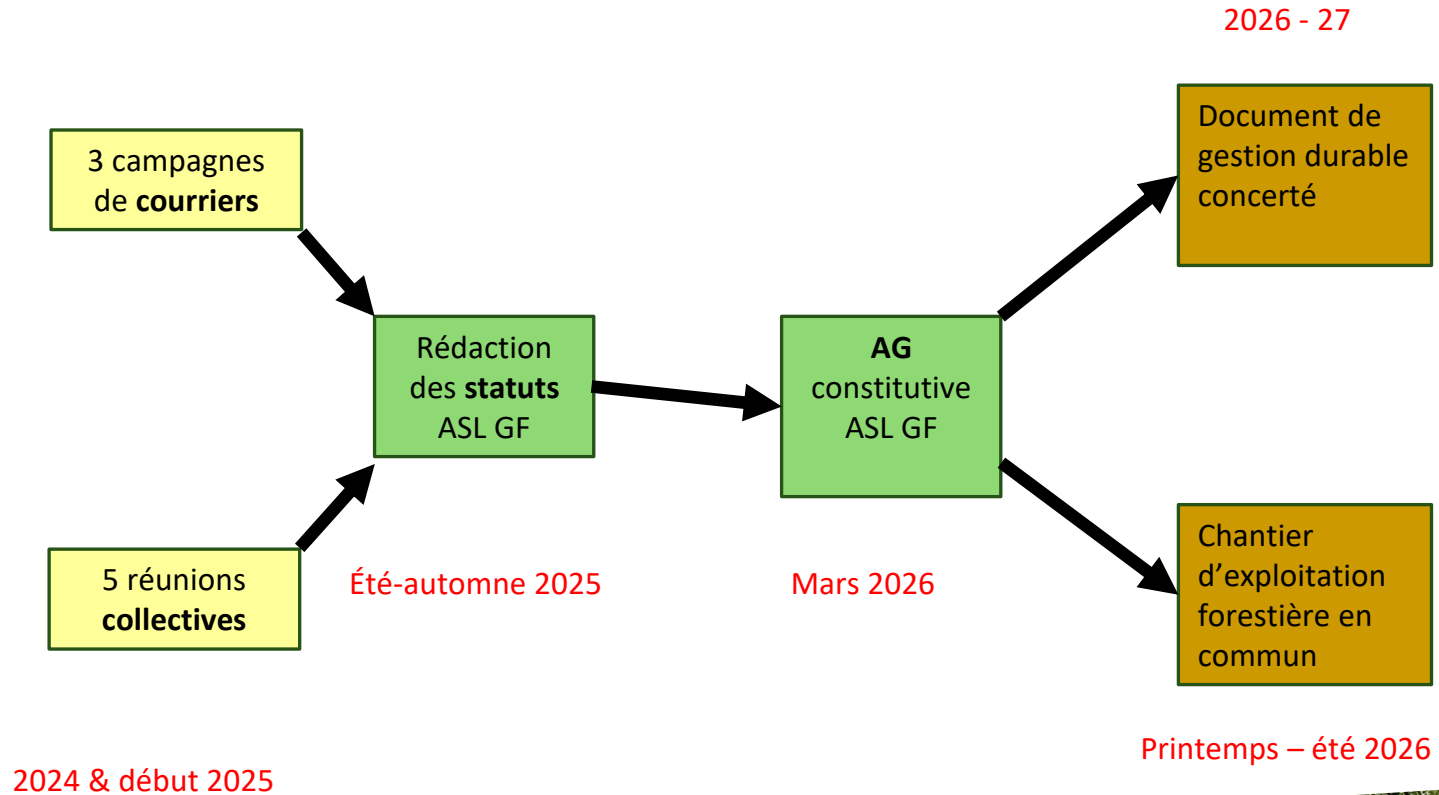 2026 - 27
Document de
gestion durable
concerté
3 campagnes
de courriers
Rédaction
des statuts
ASL GF
AG
constitutive
ASL GF
5 réunions
collectives
Été-automne 2025
Mars 2026
Chantier
d’exploitation
forestière en
commun
Printemps – été 2026
2024 & début 2025